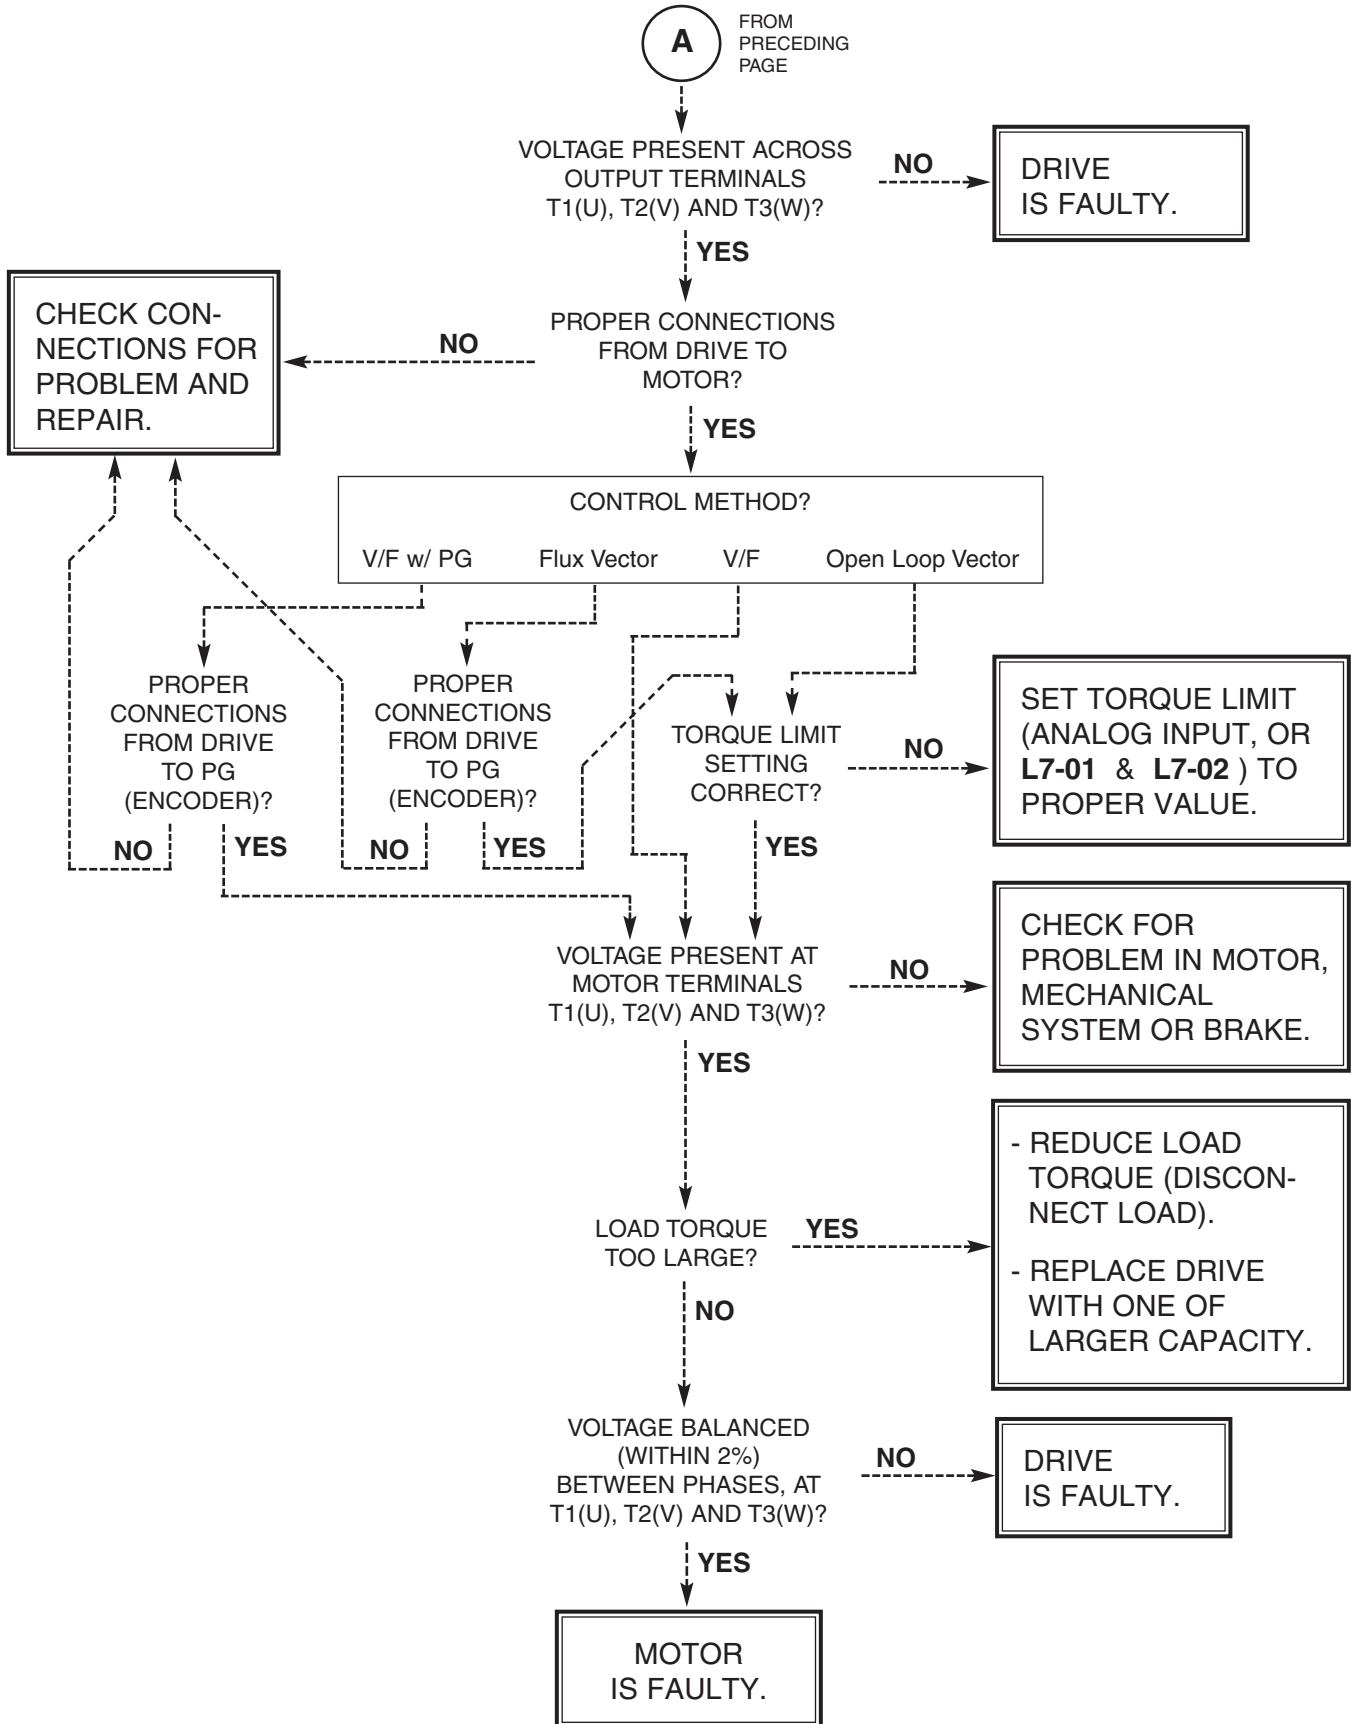 A
FROM
PRECEDING
PAGE
VOLTAGE PRESENT ACROSS
OUTPUT TERMINALS
T1(U), T2(V) AND T3(W)?
NO
DRIVE
IS FAULTY.
YES
CHECK CON-
NECTIONS FOR
PROBLEM AND
REPAIR.
NO
PROPER CONNECTIONS
FROM DRIVE TO
MOTOR?
YES
CONTROL METHOD?
V/F w/ PG
Flux Vector
V/F
Open Loop Vector
PROPER
CONNECTIONS
FROM DRIVE
TO PG
(ENCODER)?
NO
YES
PROPER
CONNECTIONS
FROM DRIVE
TO PG
(ENCODER)?
NO
YES
TORQUE LIMIT
SETTING
CORRECT?
NO
YES
SET TORQUE LIMIT
(ANALOG INPUT, OR
L7-01 & L7-02 ) TO
PROPER VALUE.
VOLTAGE PRESENT AT
MOTOR TERMINALS
T1(U), T2(V) AND T3(W)?
NO
CHECK FOR
PROBLEM IN MOTOR,
MECHANICAL
SYSTEM OR BRAKE.
YES
LOAD TORQUE
TOO LARGE?
YES
- REDUCE LOAD
TORQUE (DISCON-
NECT LOAD).
- REPLACE DRIVE
WITH ONE OF
LARGER CAPACITY.
NO
VOLTAGE BALANCED
(WITHIN 2%)
BETWEEN PHASES, AT
T1(U), T2(V) AND T3(W)?
NO
DRIVE
IS FAULTY.
YES
MOTOR
IS FAULTY.